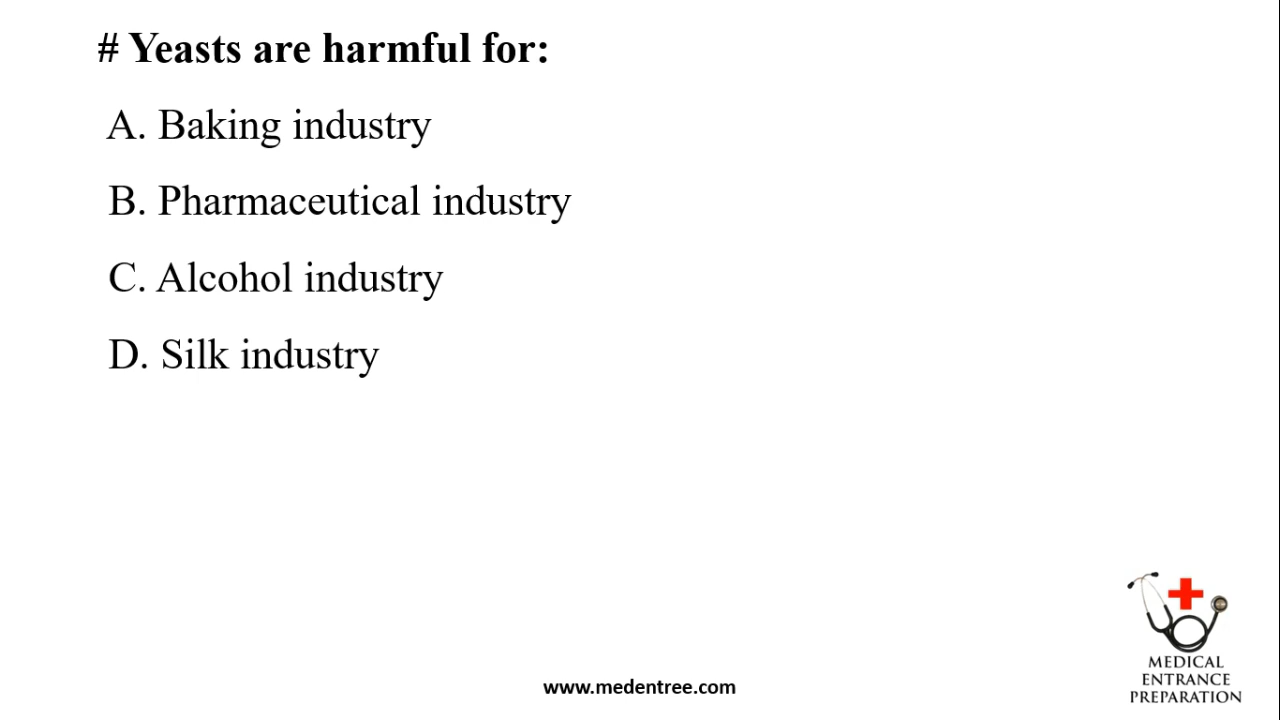 # Yeasts are harmful for:
A. Baking industry
B. Pharmaceutical industry
C. Alcohol industry
D. Silk industry
MEDICAL
ENTRANCE
PREPARATION
www.medentree.com